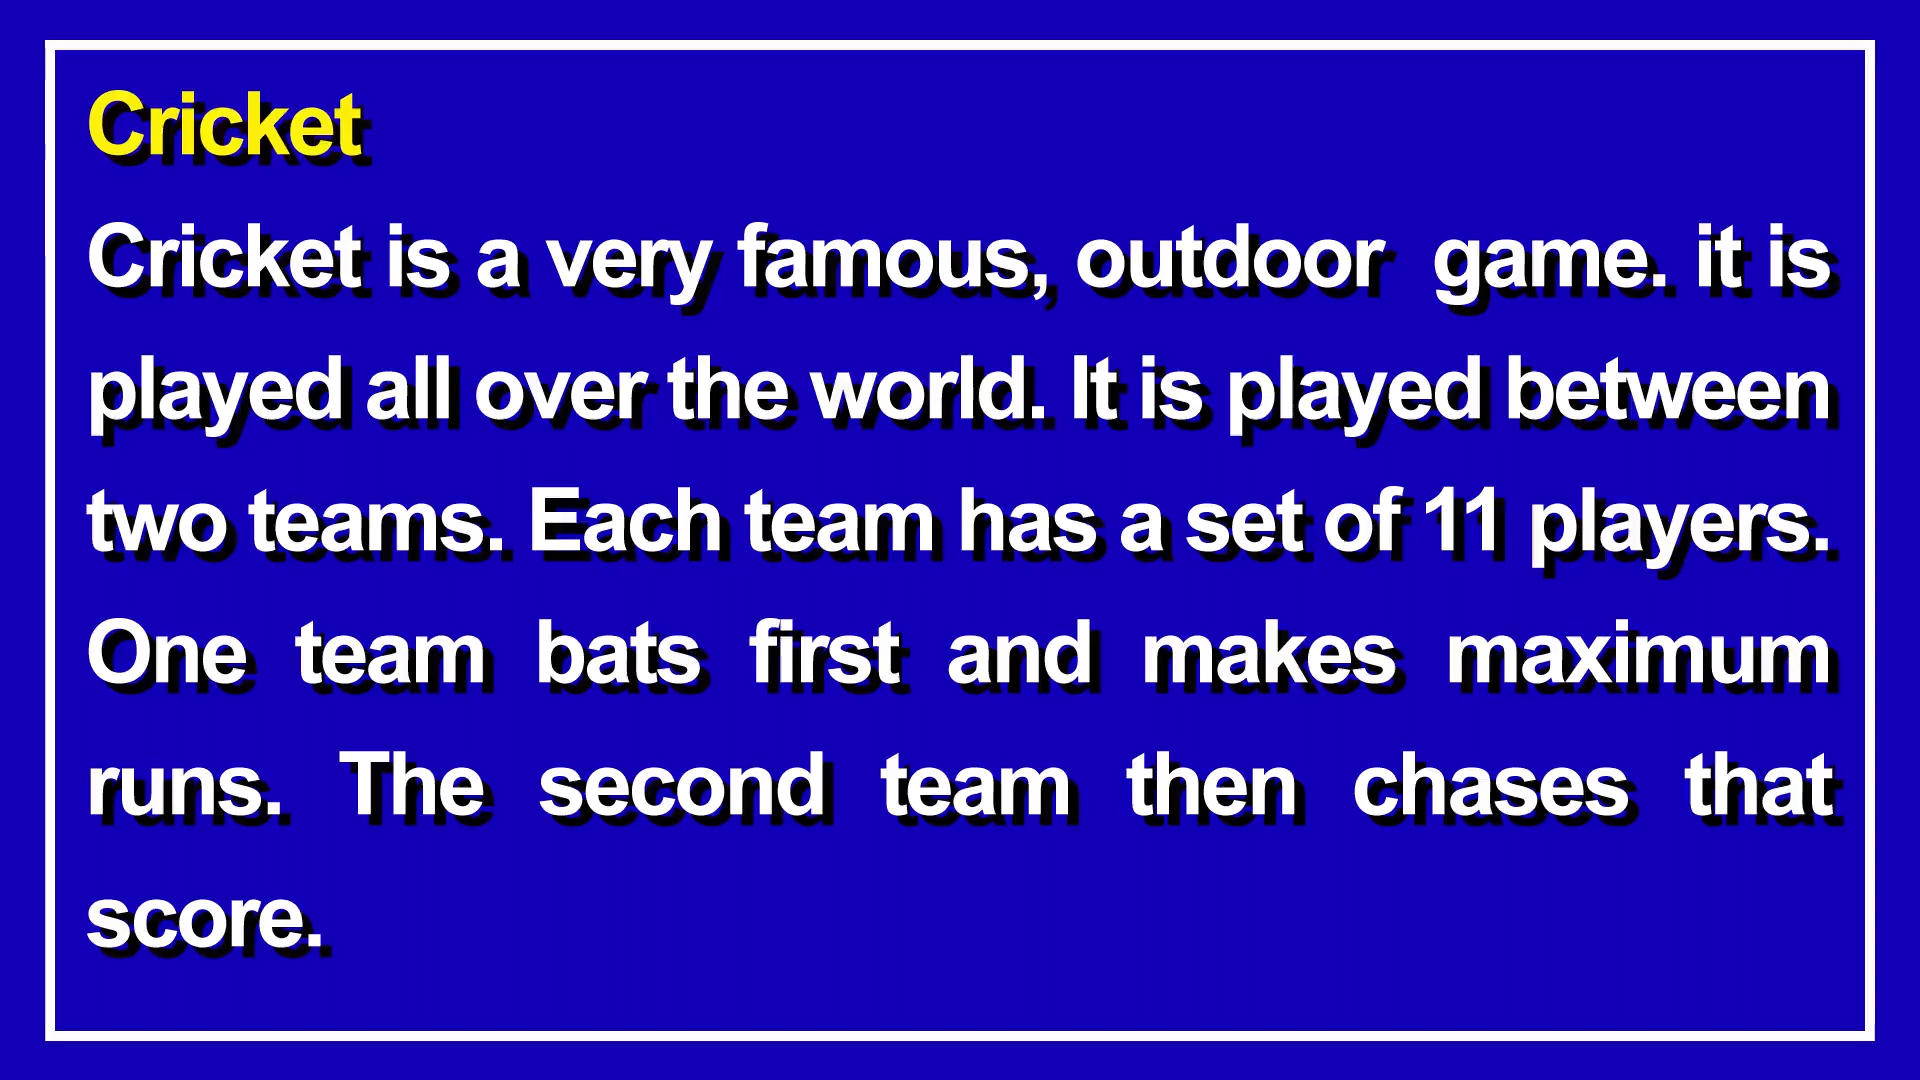 Cricket
Cricket is a very famous, outdoor  game. it is
played all over the world. It is played between
two teams. Each team has a set of 11 players.
One team bats first and makes maximum
runs. The second team then chases that
score.